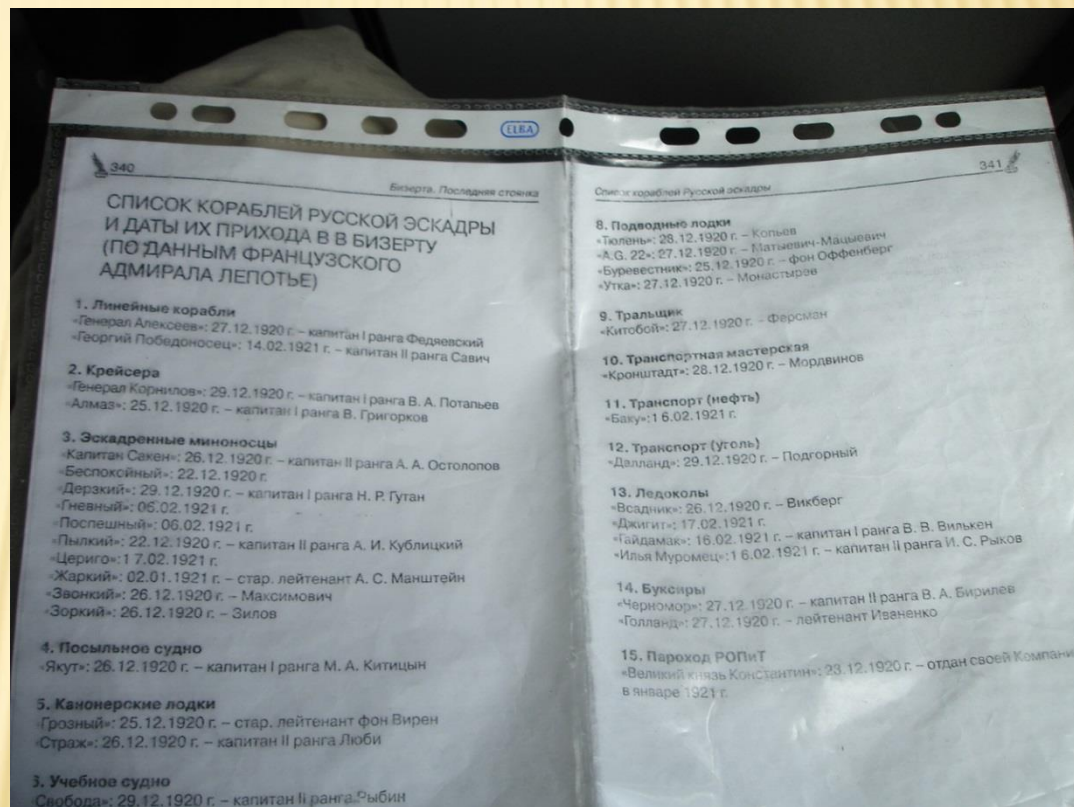 ELBA
340
Бизерта. Последняя стоянка
СПИСОК КОРАБЛЕЙ РУССКОЙ ЭСКАДРЫ
И ДАТЫ ИХ ПРИХОДА В В БИЗЕРТУ
(ПО ДАННЫМ ФРАНЦУЗСКОГО
АДМИРАЛА ЛЕПОТЬЕ)
1. Линейные корабли
«Генерал Алексеев»: 27.12.1920 г. – капитан I ранга Федяевский
«Георгий Победоносец»: 14.02.1921 г. – капитан II ранга Савич
2. Крейсера
«Генерал Корнилов»: 29.12.1920 г. – капитан I ранга В. А. Потапьев
«Алмаз»: 25.12.1920 г. – капитан I ранга В. Григорков
3. Эскадренные миноносцы
«Капитан Сакен»: 26.12.1920 г. – капитан II ранга А. А. Остолопов
«Беспокойный»: 22.12.1920 г.
«Дерзкий»: 29.12.1920 г. – капитан I ранга Н. Р. Гутан
«Гневный»: 06.02.1921 г.
«Поспешный»: 06.02.1921 г.
«Пылкий»: 22.12.1920 г. – капитан II ранга А. И. Кублицкий
«Цериго»:1 7.02.1921 г.
«Жаркий»: 02.01.1921 г. – стар. лейтенант А. С. Манштейн
«Звонкий»: 26.12.1920 г. – Максимович
«Зоркий»: 26.12.1920 г. – Зилов
4. Посыльное судно
«Якут»: 26.12.1920 г. – капитан I ранга М. А. Китицын
5. Канонерские лодки
«Грозный»: 25.12.1920 г. – стар. лейтенант фон Вирен
«Страж»: 26.12.1920 г. – капитан II ранга Люби
6. Учебное судно
«Свобода»: 29.12.1920 г. – капитан II ранга Рыбин
341
Список кораблей Русской эскадры
8. Подводные лодки
«Тюлень»: 28.12.1920 г. – Копьев
«A.G. 22»: 27.12.1920 г. – Матыевич-Мацыевич
«Буревестник»: 25.12.1920 г. – фон Оффенберг
«Утка»: 27.12.1920 г. – Монастырев
9. Тральщик
«Китобой»: 27.12.1920 г. – Ферсман
10. Транспортная мастерская
«Кронштадт»: 28.12.1920 г. – Мордвинов
11. Транспорт (нефть)
«Баку»:1 6.02.1921 г.
12. Транспорт (уголь)
«Далланд»: 29.12.1920 г. – Подгорный
13. Ледоколы
«Всадник»: 26.12.1920 г. – Викберг
«Джигит»: 17.02.1921 г.
«Гайдамак»: 16.02.1921 г. – капитан I ранга В. В. Вилькен
«Илья Муромец»:1 6.02.1921 г. – капитан II ранга И. С. Рыков
14. Буксиры
«Черномор»: 27.12.1920 г. – капитан II ранга В. А. Бирилев
«Голланд»: 27.12.1920 г. – лейтенант Иваненко
15. Пароход РОПиТ
«Великий князь Константин»: 23.12.1920 г. – отдан своей Компани
в январе 1921 г.